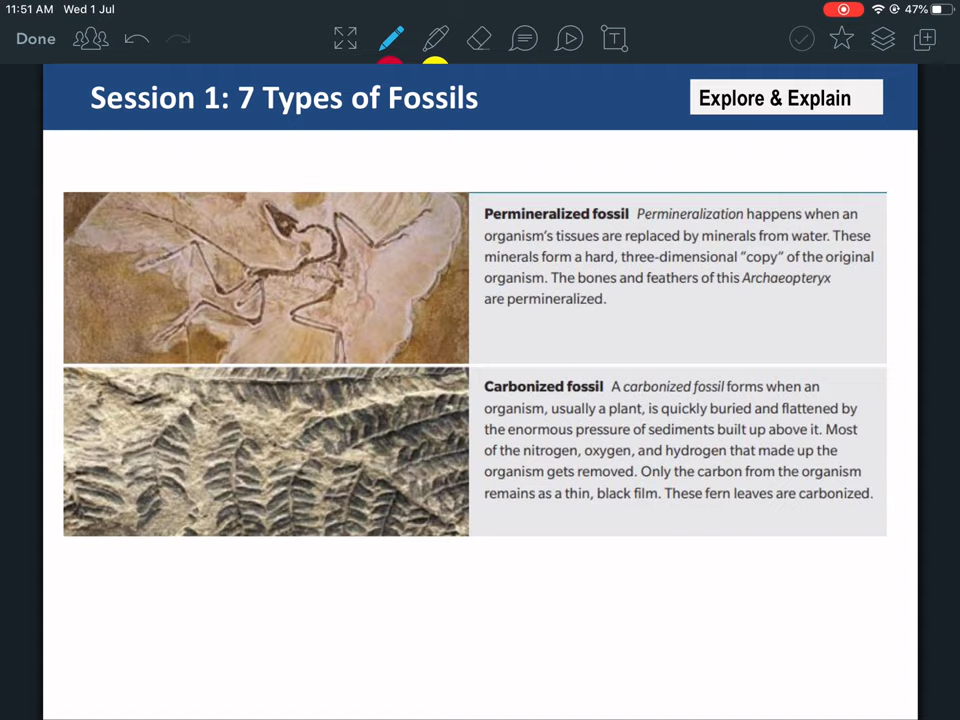 11:51 AM Wed 1 Jul
47%
Done
T
Session 1: 7 Types of Fossils
Explore & Explain
Permineralized fossil Permineralization happens when an
organism's tissues are replaced by minerals from water. These
minerals form a hard, three-dimensional “copy” of the original
organism. The bones and feathers of this Archaeopteryx
are permineralized.
Carbonized fossil A carbonized fossil forms when an
organism, usually a plant, is quickly buried and flattened by
the enormous pressure of sediments built up above it. Most
of the nitrogen, oxygen, and hydrogen that made up the
organism gets removed. Only the carbon from the organism
remains as a thin, black film. These fern leaves are carbonized.